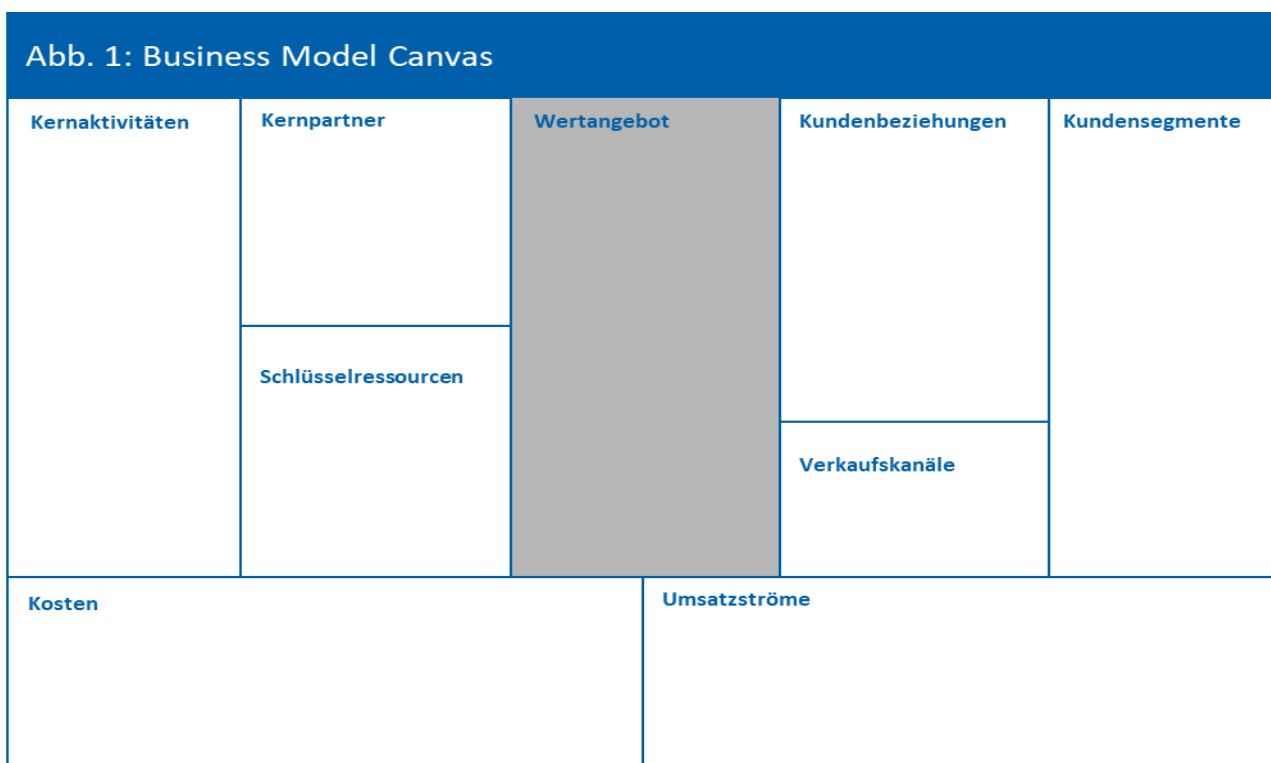 Abb. 1: Business Model Canvas
Kernaktivitäten
Kernpartner
Schlüsselressourcen
Wertangebot
Kundenbeziehungen
Verkaufskanäle
Kundensegmente
Kosten
Umsatzströme